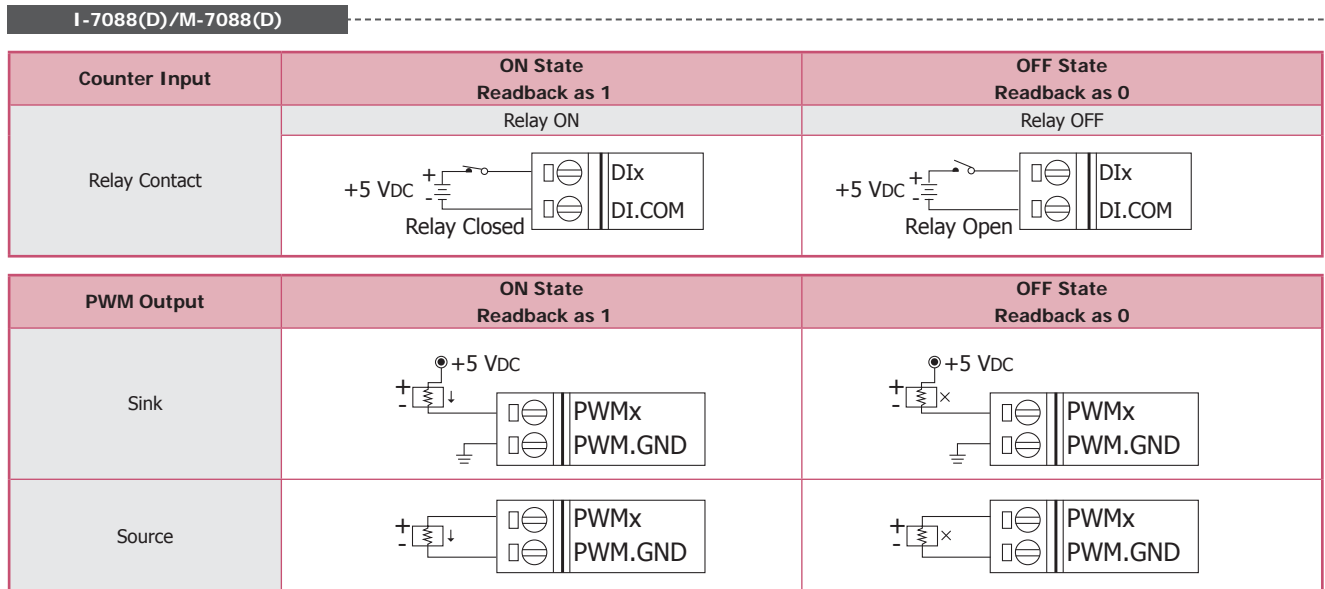 I-7088(D)/M-7088(D)
Counter Input
ON State
Readback as 1
OFF State
Readback as 0
Relay Contact
Relay ON
Relay OFF
+5 VDC
+
-
Relay Closed
DIx
DI.COM
+5 VDC
+
-
Relay Open
DIx
DI.COM
PWM Output
ON State
Readback as 1
OFF State
Readback as 0
Sink
+5 VDC
+
-
↓
PWMx
PWM.GND
+5 VDC
+
-
×
PWMx
PWM.GND
Source
+
-
↓
PWMx
PWM.GND
+
-
×
PWMx
PWM.GND